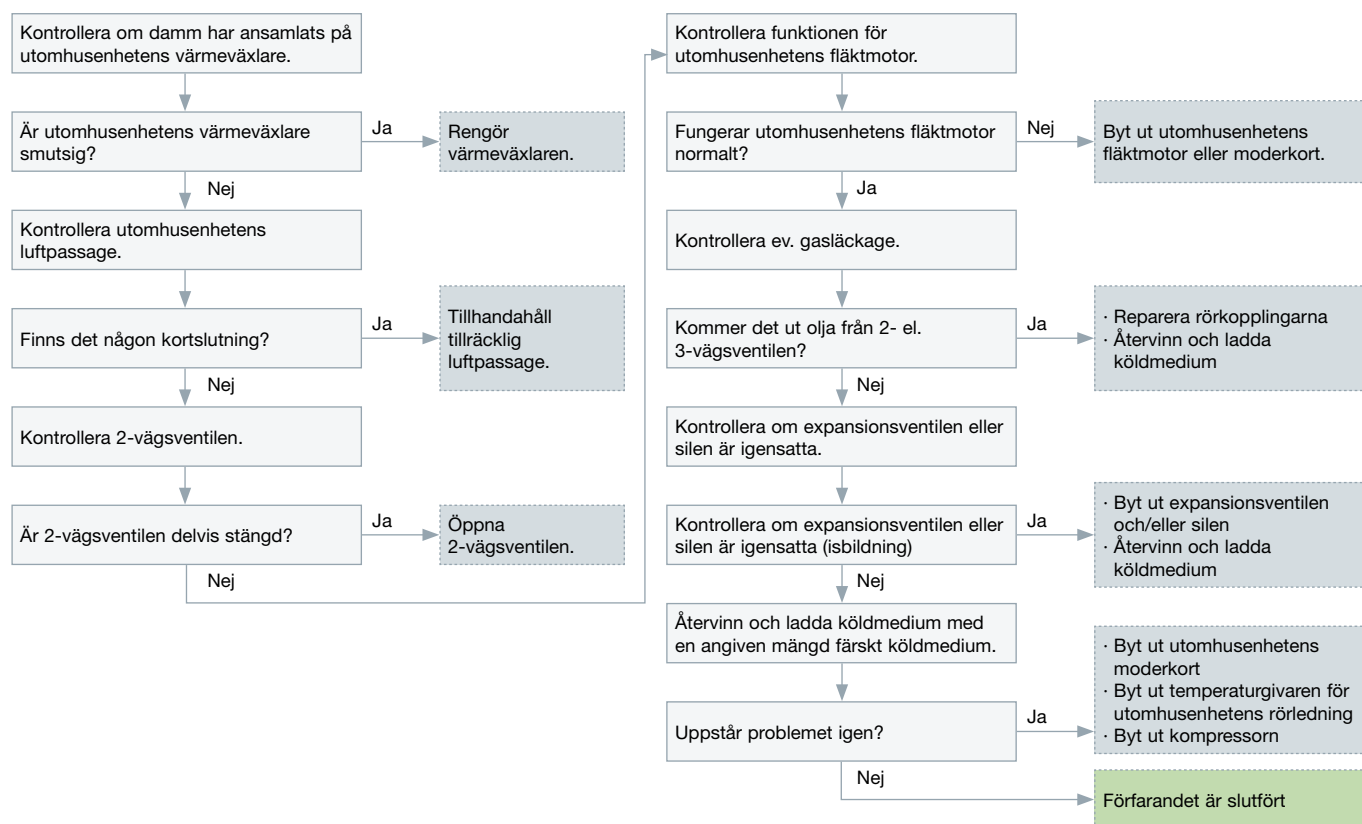 Kontrollera om damm har ansamlats på
utomhusenhetens värmeväxlare.
Är utomhusenhetens värmeväxlare
smutsig?
Ja
Rengör
värmeväxlaren.
Nej
Kontrollera utomhusenhetens
luftpassage.
Finns det någon kortslutning?
Ja
Tillhandahåll
tillräcklig
luftpassage.
Nej
Kontrollera 2-vägsventilen.
Är 2-vägsventilen delvis stängd?
Ja
Öppna
2-vägsventilen.
Nej
Kontrollera funktionen för
utomhusenhetens fläktmotor.
Fungerar utomhusenhetens fläktmotor
normalt?
Nej
Byt ut utomhusenhetens
fläktmotor eller moderkort.
Ja
Kontrollera ev. gasläckage.
Kommer det ut olja från 2- el.
3-vägsventilen?
Ja
· Reparera rörkopplingarna
· Återvinn och ladda
köldmedium
Nej
Kontrollera om expansionsventilen eller
silen är igensatta.
Kontrollera om expansionsventilen eller
silen är igensatta (isbildning)
Ja
· Byt ut expansionsventilen
och/eller silen
· Återvinn och ladda
köldmedium
Nej
Återvinn och ladda köldmedium med
en angiven mängd färskt köldmedium.
Uppstår problemet igen?
Ja
· Byt ut utomhusenhetens
moderkort
· Byt ut temperaturgivaren för
utomhusenhetens rörledning
· Byt ut kompressorn
Nej
Förfarandet är slutfört